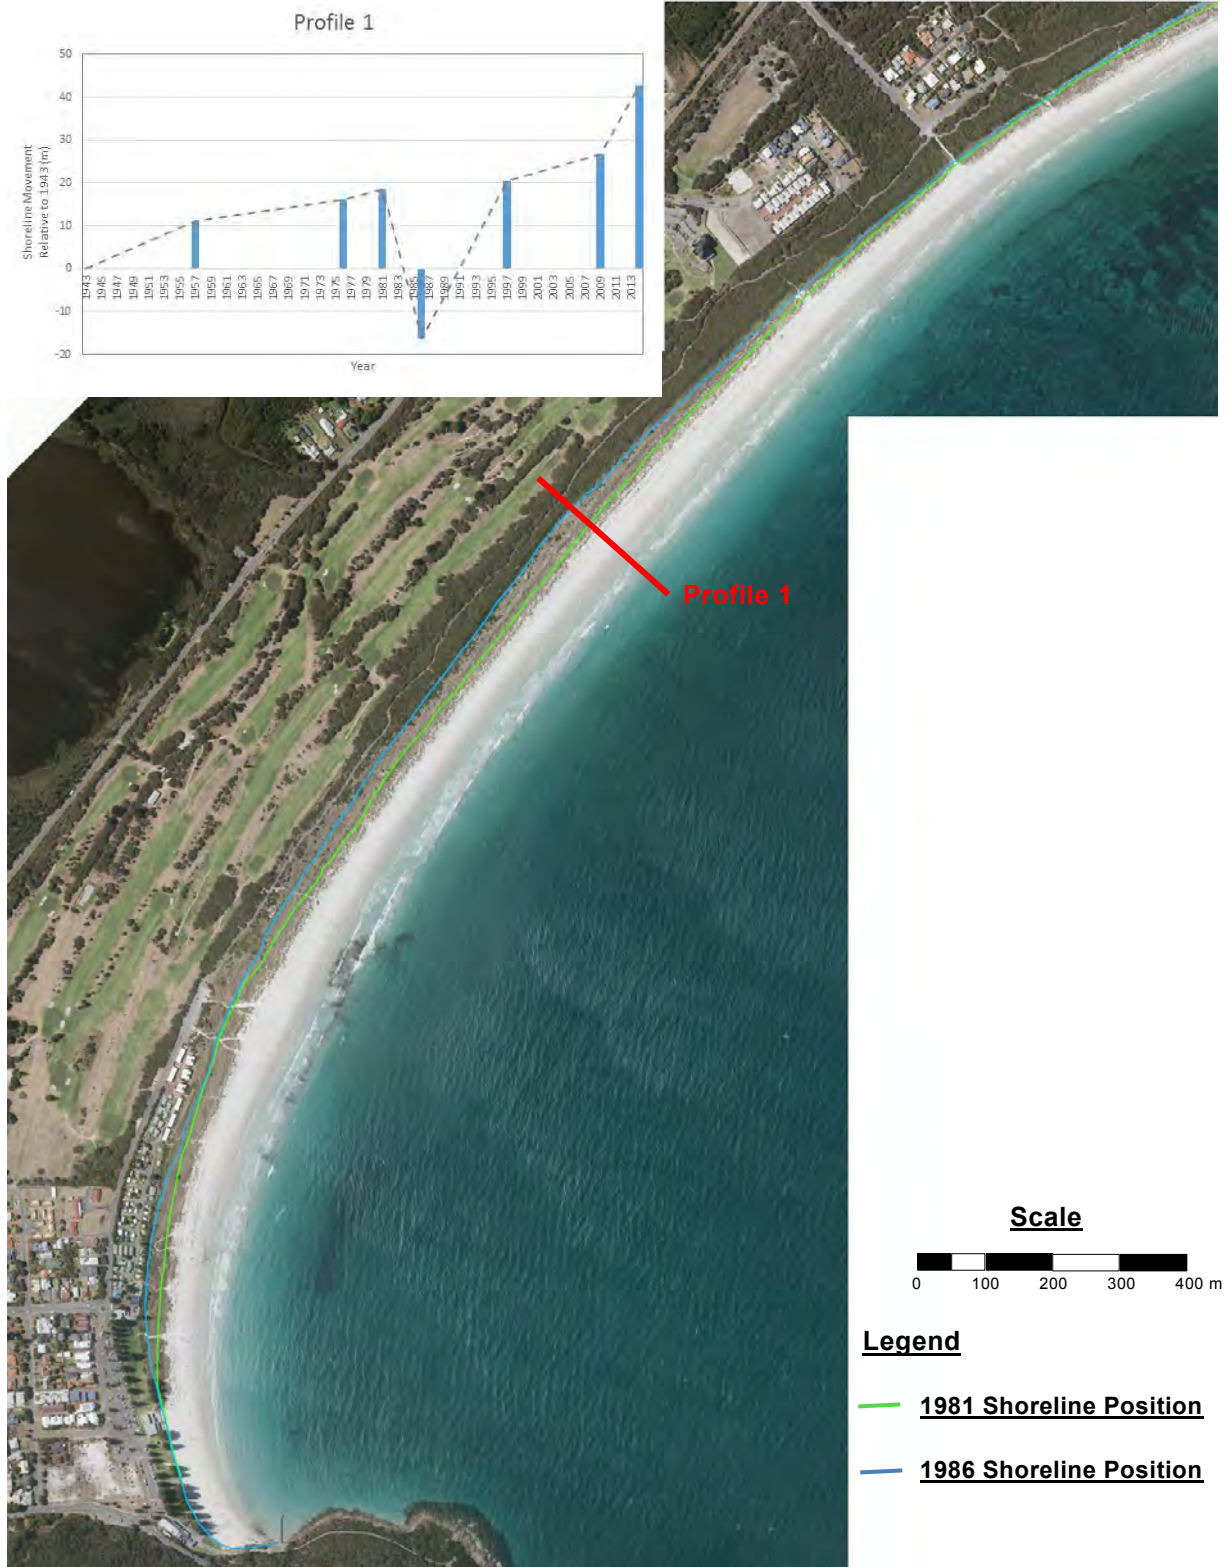 Profile 1
50
40
30
20
10
0
-10
-20
Shoreline Movement
Relative to 1943 (m)
1943 1945 1947 1949 1951 1953 1955 1957 1959 1961 1963 1965 1967 1969 1971 1973 1975 1977 1979 1981 1983 1985 1987 1989 1991 1993 1995 1997 1999 2001 2003 2005 2007 2009 2011 2013
Year
Profile 1
Scale
0 100 200 300 400 m
Legend
1981 Shoreline Position
1986 Shoreline Position